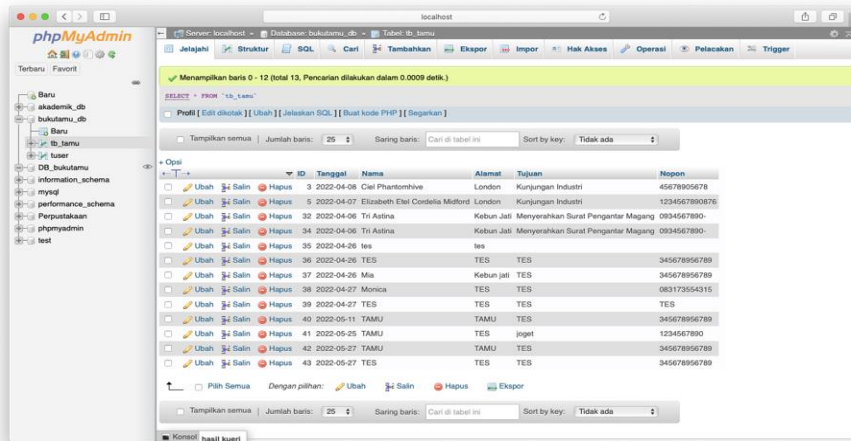 localhost
phpMyAdmin
Terbaru Favorit
Baru
akademik_db
bukutamu_db
Baru
tb_tamu
tuser
DB_bukutamu
information_schema
mysql
performance_schema
Perpustakaan
phpmyadmin
test
Server: localhost » Database: bukutamu_db » Tabel: tb_tamu
Jelajahi Struktur SQL Cari Tambahkan Ekspor Impor Hak Akses Operasi Pelacakan Trigger
Menampilkan baris 0 - 12 (total 13, Pencarian dilakukan dalam 0.0009 detik.)
SELECT * FROM `tb_tamu`
Profil [ Edit dikotak ] [ Ubah ] [ Jelaskan SQL ] [ Buat kode PHP ] [ Segarkan ]
Tampilkan semua | Jumlah baris: 25 Saring baris: Cari di tabel ini Sort by key: Tidak ada
+ Opsi
ID Tanggal Nama Alamat Tujuan Nopon
Ubah Salin Hapus 3 2022-04-08 Ciel Phantomhive London Kunjungan Industri 45678905678
Ubah Salin Hapus 5 2022-04-07 Elizabeth Etel Cordelia Midford London Kunjungan Industri 1234567890876
Ubah Salin Hapus 32 2022-04-06 Tri Astina Kebun Jati Menyerahkan Surat Pengantar Magang 0934567890-
Ubah Salin Hapus 34 2022-04-06 Tri Astina Kebun Jati Menyerahkan Surat Pengantar Magang 0934567890-
Ubah Salin Hapus 35 2022-04-26 tes tes
Ubah Salin Hapus 36 2022-04-26 TES TES TES 345678956789
Ubah Salin Hapus 37 2022-04-26 Mia Kebun jati TES 345678956789
Ubah Salin Hapus 38 2022-04-27 Monica TES TES 083173554315
Ubah Salin Hapus 39 2022-04-27 TES TES TES TES
Ubah Salin Hapus 40 2022-05-11 TAMU TAMU TES 345678956789
Ubah Salin Hapus 41 2022-05-25 TAMU TES joget 1234567890
Ubah Salin Hapus 42 2022-05-27 TAMU TAMU TES 345678956789
Ubah Salin Hapus 43 2022-05-27 TES TES TES 345678956789
Pilih Semua Dengan pilihan: Ubah Salin Hapus Ekspor
Tampilkan semua | Jumlah baris: 25 Saring baris: Cari di tabel ini Sort by key: Tidak ada
Konsol hasil kueri